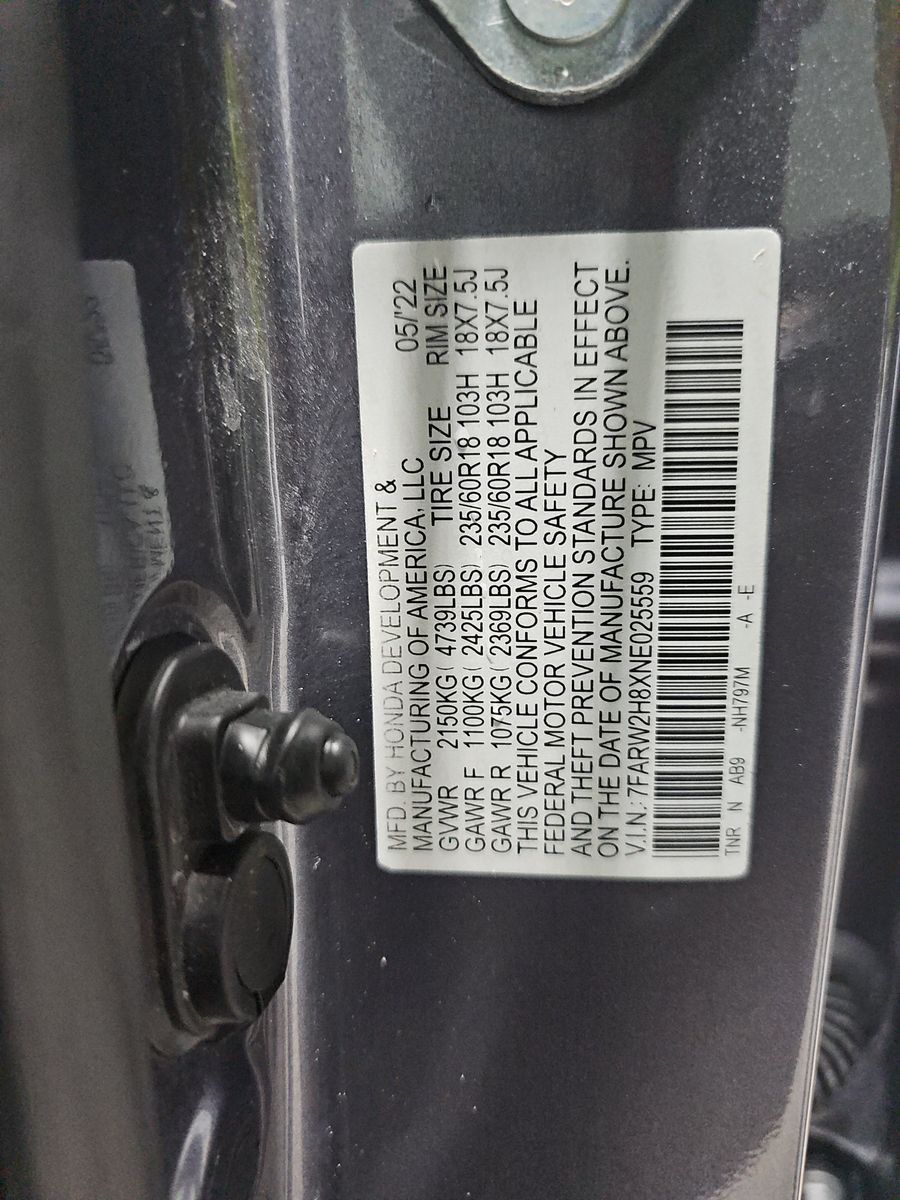 MFD. BY HONDA DEVELOPMENT &
MANUFACTURING OF AMERICA, LLC 05/'22
GVWR 2150KG( 4739LBS) TIRE SIZE RIM SIZE
GAWR F 1100KG( 2425LBS) 235/60R18 103H 18X7.5J
GAWR R 1075KG( 2369LBS) 235/60R18 103H 18X7.5J
THIS VEHICLE CONFORMS TO ALL APPLICABLE
FEDERAL MOTOR VEHICLE SAFETY
AND THEFT PREVENTION STANDARDS IN EFFECT
ON THE DATE OF MANUFACTURE SHOWN ABOVE.
V.I.N.: 7FARW2H8XNE025559 TYPE: MPV
TNR N AB9 -NH797M -A -E